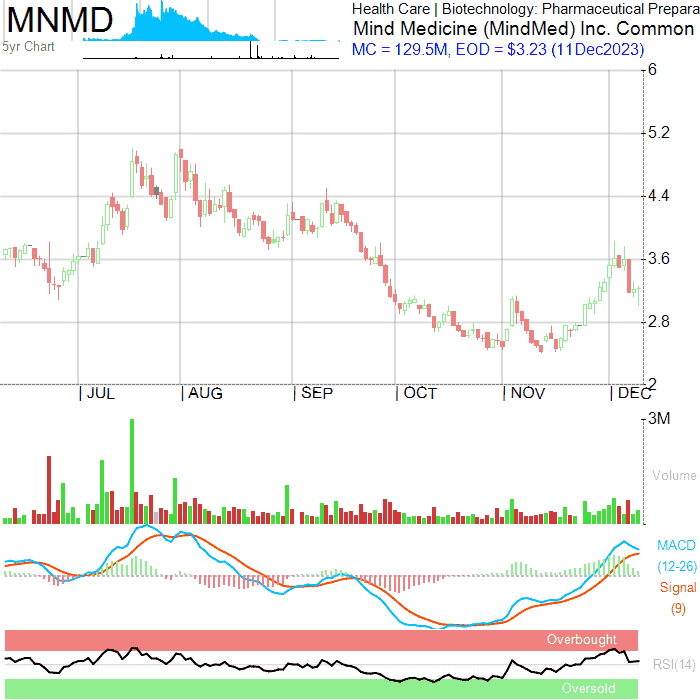 MNMD
5yr Chart
Health Care | Biotechnology: Pharmaceutical Prepara
Mind Medicine (MindMed) Inc. Common
MC = 129.5M, EOD = $3.23 (11Dec2023)
6
5.2
4.4
3.6
2.8
2
| JUL | AUG | SEP | OCT | NOV | DEC
3M
Volume
MACD
(12-26)
Signal
(9)
Overbought
RSI(14)
Oversold